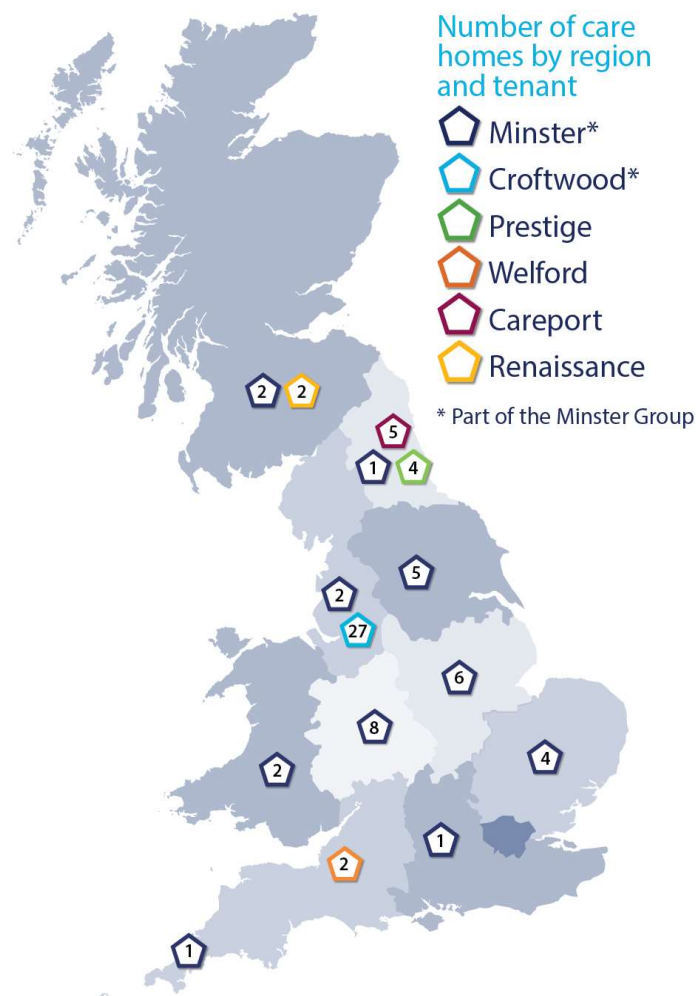 Number of care
homes by region
and tenant
Minster*
Croftwood*
Prestige
Welford
Careport
Renaissance
* Part of the Minster Group
2 2
5
1 4
5
2
27
6
8
4
2
1
2
1